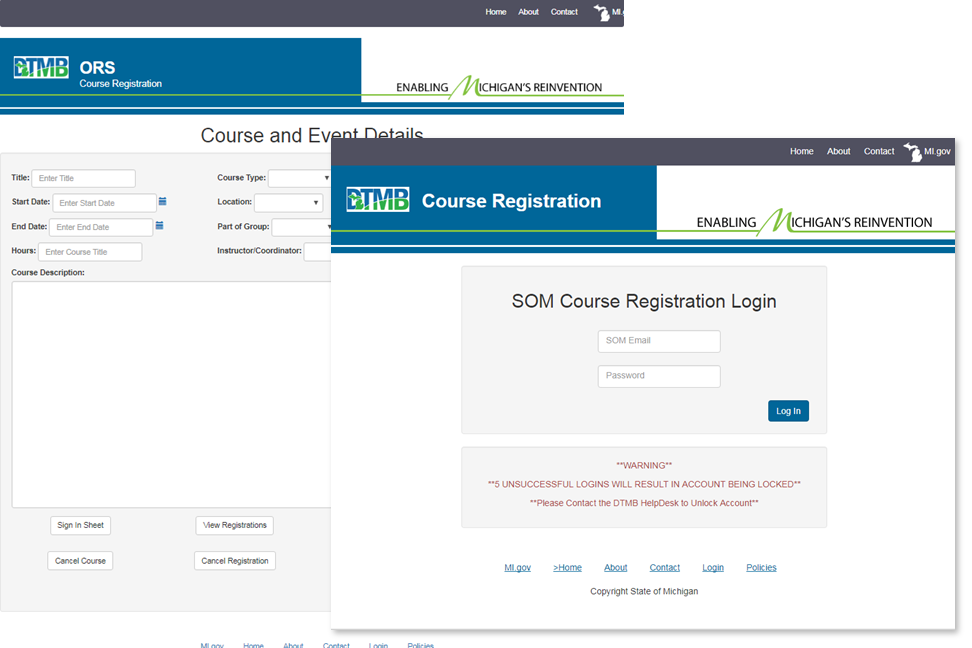 Home About Contact MI.
DTMB ORS
Course Registration
ENABLING MICHIGAN'S REINVENTION
Course and Event Details
Title: Enter Title Course Type:
Start Date: Enter Start Date Location:
End Date: Enter End Date Part of Group:
Hours: Enter Course Title Instructor/Coordinator:
Course Description:
Sign In Sheet View Registrations
Cancel Course Cancel Registration
MI.gov Home About Contact Login Policies
Home About Contact MI.gov
DTMB Course Registration
ENABLING MICHIGAN'S REINVENTION
SOM Course Registration Login
SOM Email
Password
Log In
**WARNING**
**5 UNSUCCESSFUL LOGINS WILL RESULT IN ACCOUNT BEING LOCKED**
**Please Contact the DTMB HelpDesk to Unlock Account**
MI.gov >Home About Contact Login Policies
Copyright State of Michigan